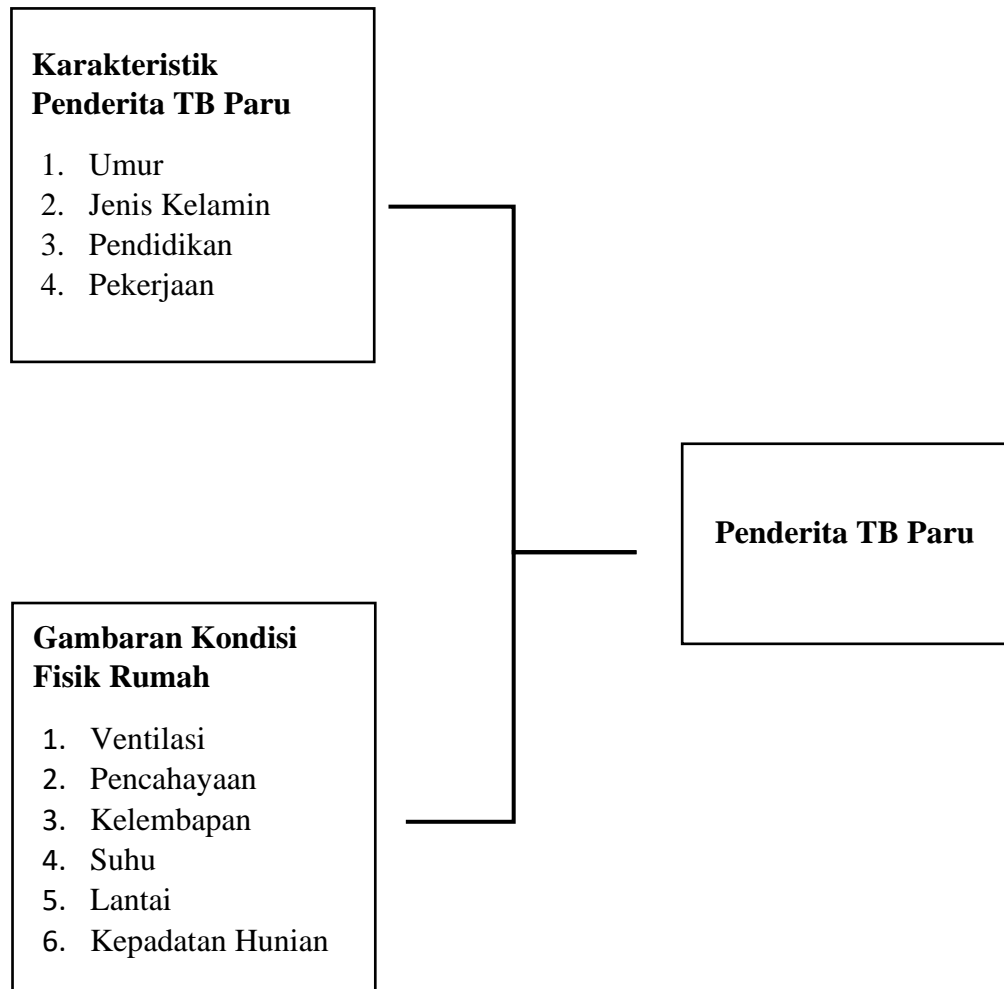 Karakteristik
Penderita TB Paru
1. Umur
2. Jenis Kelamin
3. Pendidikan
4. Pekerjaan
Penderita TB Paru
Gambaran Kondisi
Fisik Rumah
1. Ventilasi
2. Pencahayaan
3. Kelembapan
4. Suhu
5. Lantai
6. Kepadatan Hunian